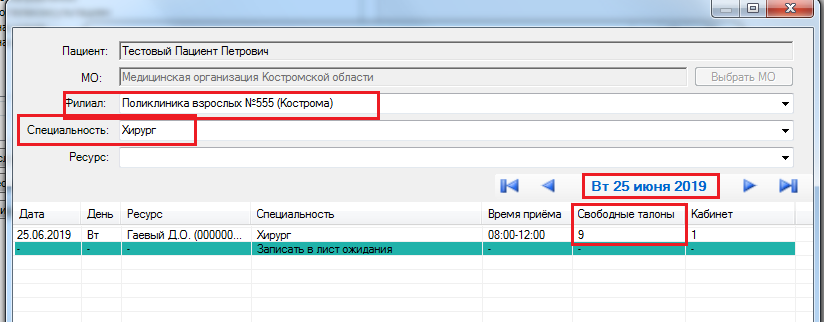 Пациент: Тестовый Пациент Петрович
МО: Медицинская организация Костромской области Выбрать МО
Филиал: Поликлиника взрослых №555 (Кострома)
Специальность: Хирург
Ресурс:
Вт 25 июня 2019
Дата День Ресурс Специальность Время приёма Свободные талоны Кабинет
25.06.2019 Вт Гаевый Д.О. (000000... Хирург 08:00-12:00 9 1
- - - Записать в лист ожидания - - -